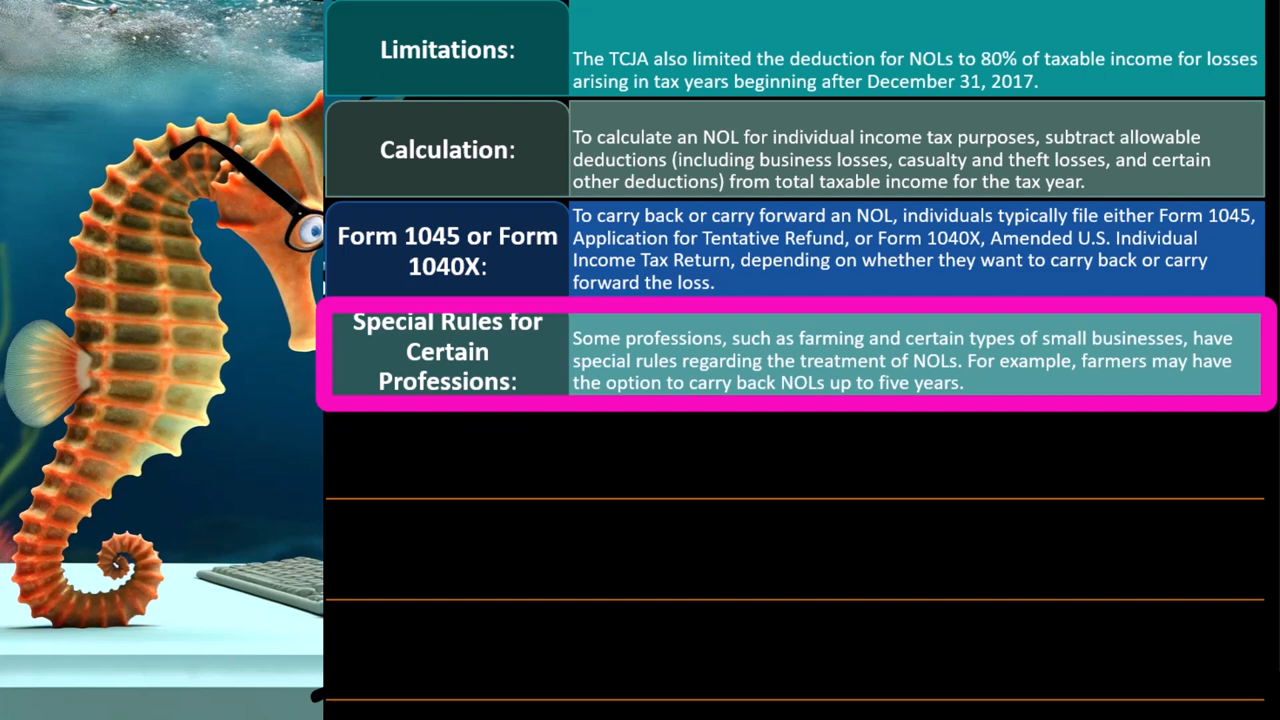 Limitations:
The TCJA also limited the deduction for NOLs to 80% of taxable income for losses
arising in tax years beginning after December 31, 2017.
Calculation:
To calculate an NOL for individual income tax purposes, subtract allowable
deductions (including business losses, casualty and theft losses, and certain
other deductions) from total taxable income for the tax year.
Form 1045 or Form
1040X:
To carry back or carry forward an NOL, individuals typically file either Form 1045,
Application for Tentative Refund, or Form 1040X, Amended U.S. Individual
Income Tax Return, depending on whether they want to carry back or carry
forward the loss.
Special Rules for
Certain
Professions:
Some professions, such as farming and certain types of small businesses, have
special rules regarding the treatment of NOLs. For example, farmers may have
the option to carry back NOLs up to five years.